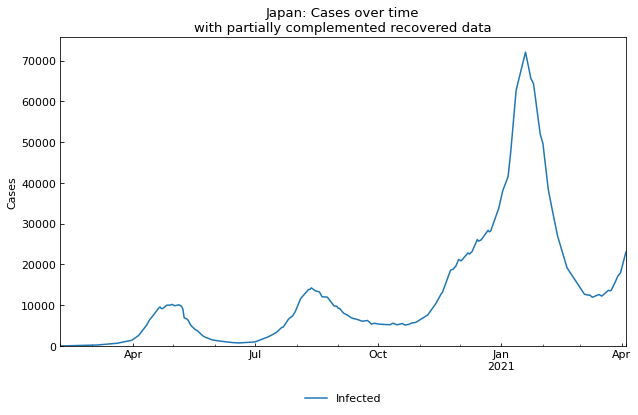 Japan: Cases over time
with partially complemented recovered data
70000
60000
50000
40000
30000
20000
10000
0
Cases
Apr
Jul
Oct
Jan
2021
Apr
Infected